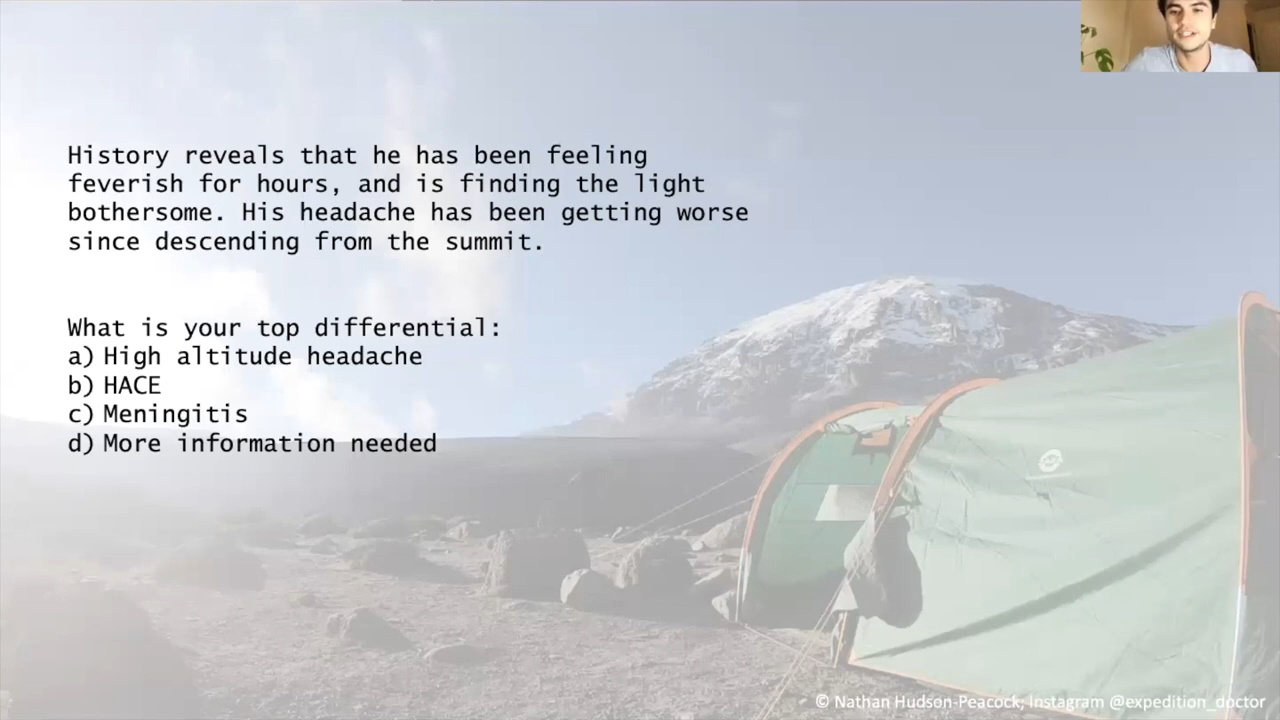 History reveals that he has been feeling
feverish for hours, and is finding the light
bothersome. His headache has been getting worse
since descending from the summit.
What is your top differential:
a) High altitude headache
b) HACE
c) Meningitis
d) More information needed
© Nathan Hudson-Peacock; Instagram @expedition_doctor